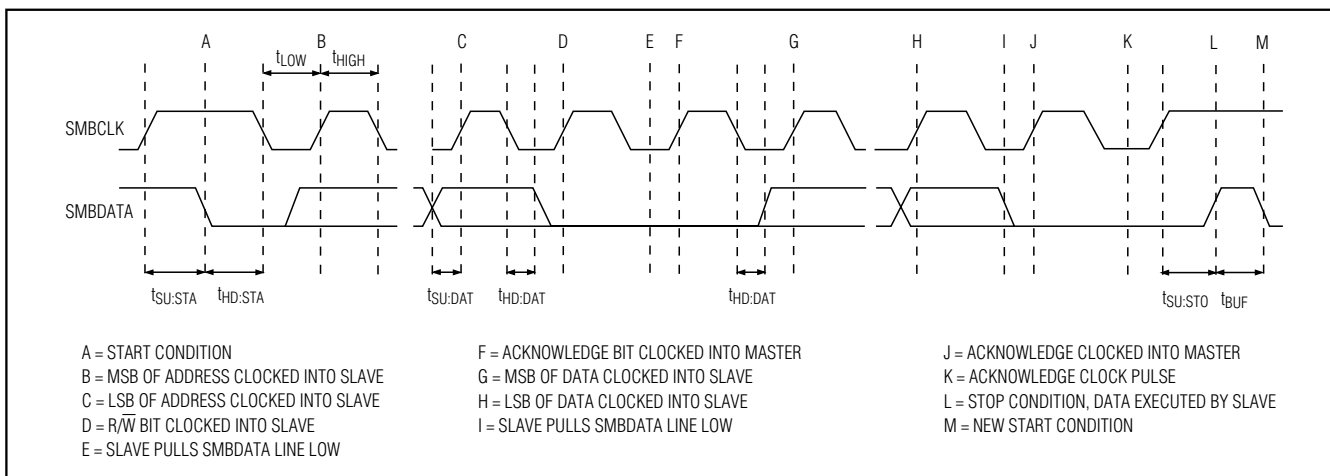 A B C D E F G H I J K L M
tLOW tHIGH
SMBCLK
SMBDATA
tSU:STA tHD:STA tSU:DAT tHD:DAT tHD:DAT tSU:STO tBUF
A = START CONDITION
B = MSB OF ADDRESS CLOCKED INTO SLAVE
C = LSB OF ADDRESS CLOCKED INTO SLAVE
D = R/W̅ BIT CLOCKED INTO SLAVE
E = SLAVE PULLS SMBDATA LINE LOW
F = ACKNOWLEDGE BIT CLOCKED INTO MASTER
G = MSB OF DATA CLOCKED INTO SLAVE
H = LSB OF DATA CLOCKED INTO SLAVE
I = SLAVE PULLS SMBDATA LINE LOW
J = ACKNOWLEDGE CLOCKED INTO MASTER
K = ACKNOWLEDGE CLOCK PULSE
L = STOP CONDITION, DATA EXECUTED BY SLAVE
M = NEW START CONDITION